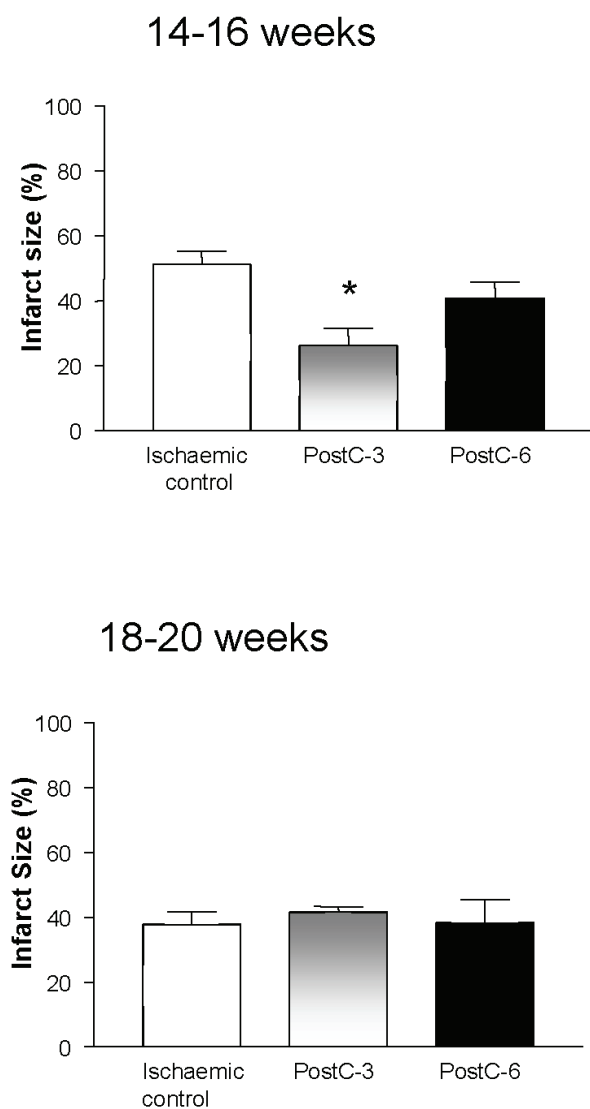 14-16 weeks
Infarct size (%)
100
80
60
40
20
0
*
Ischaemic
control
PostC-3
PostC-6
18-20 weeks
Infarct Size (%)
100
80
60
40
20
0
Ischaemic
control
PostC-3
PostC-6